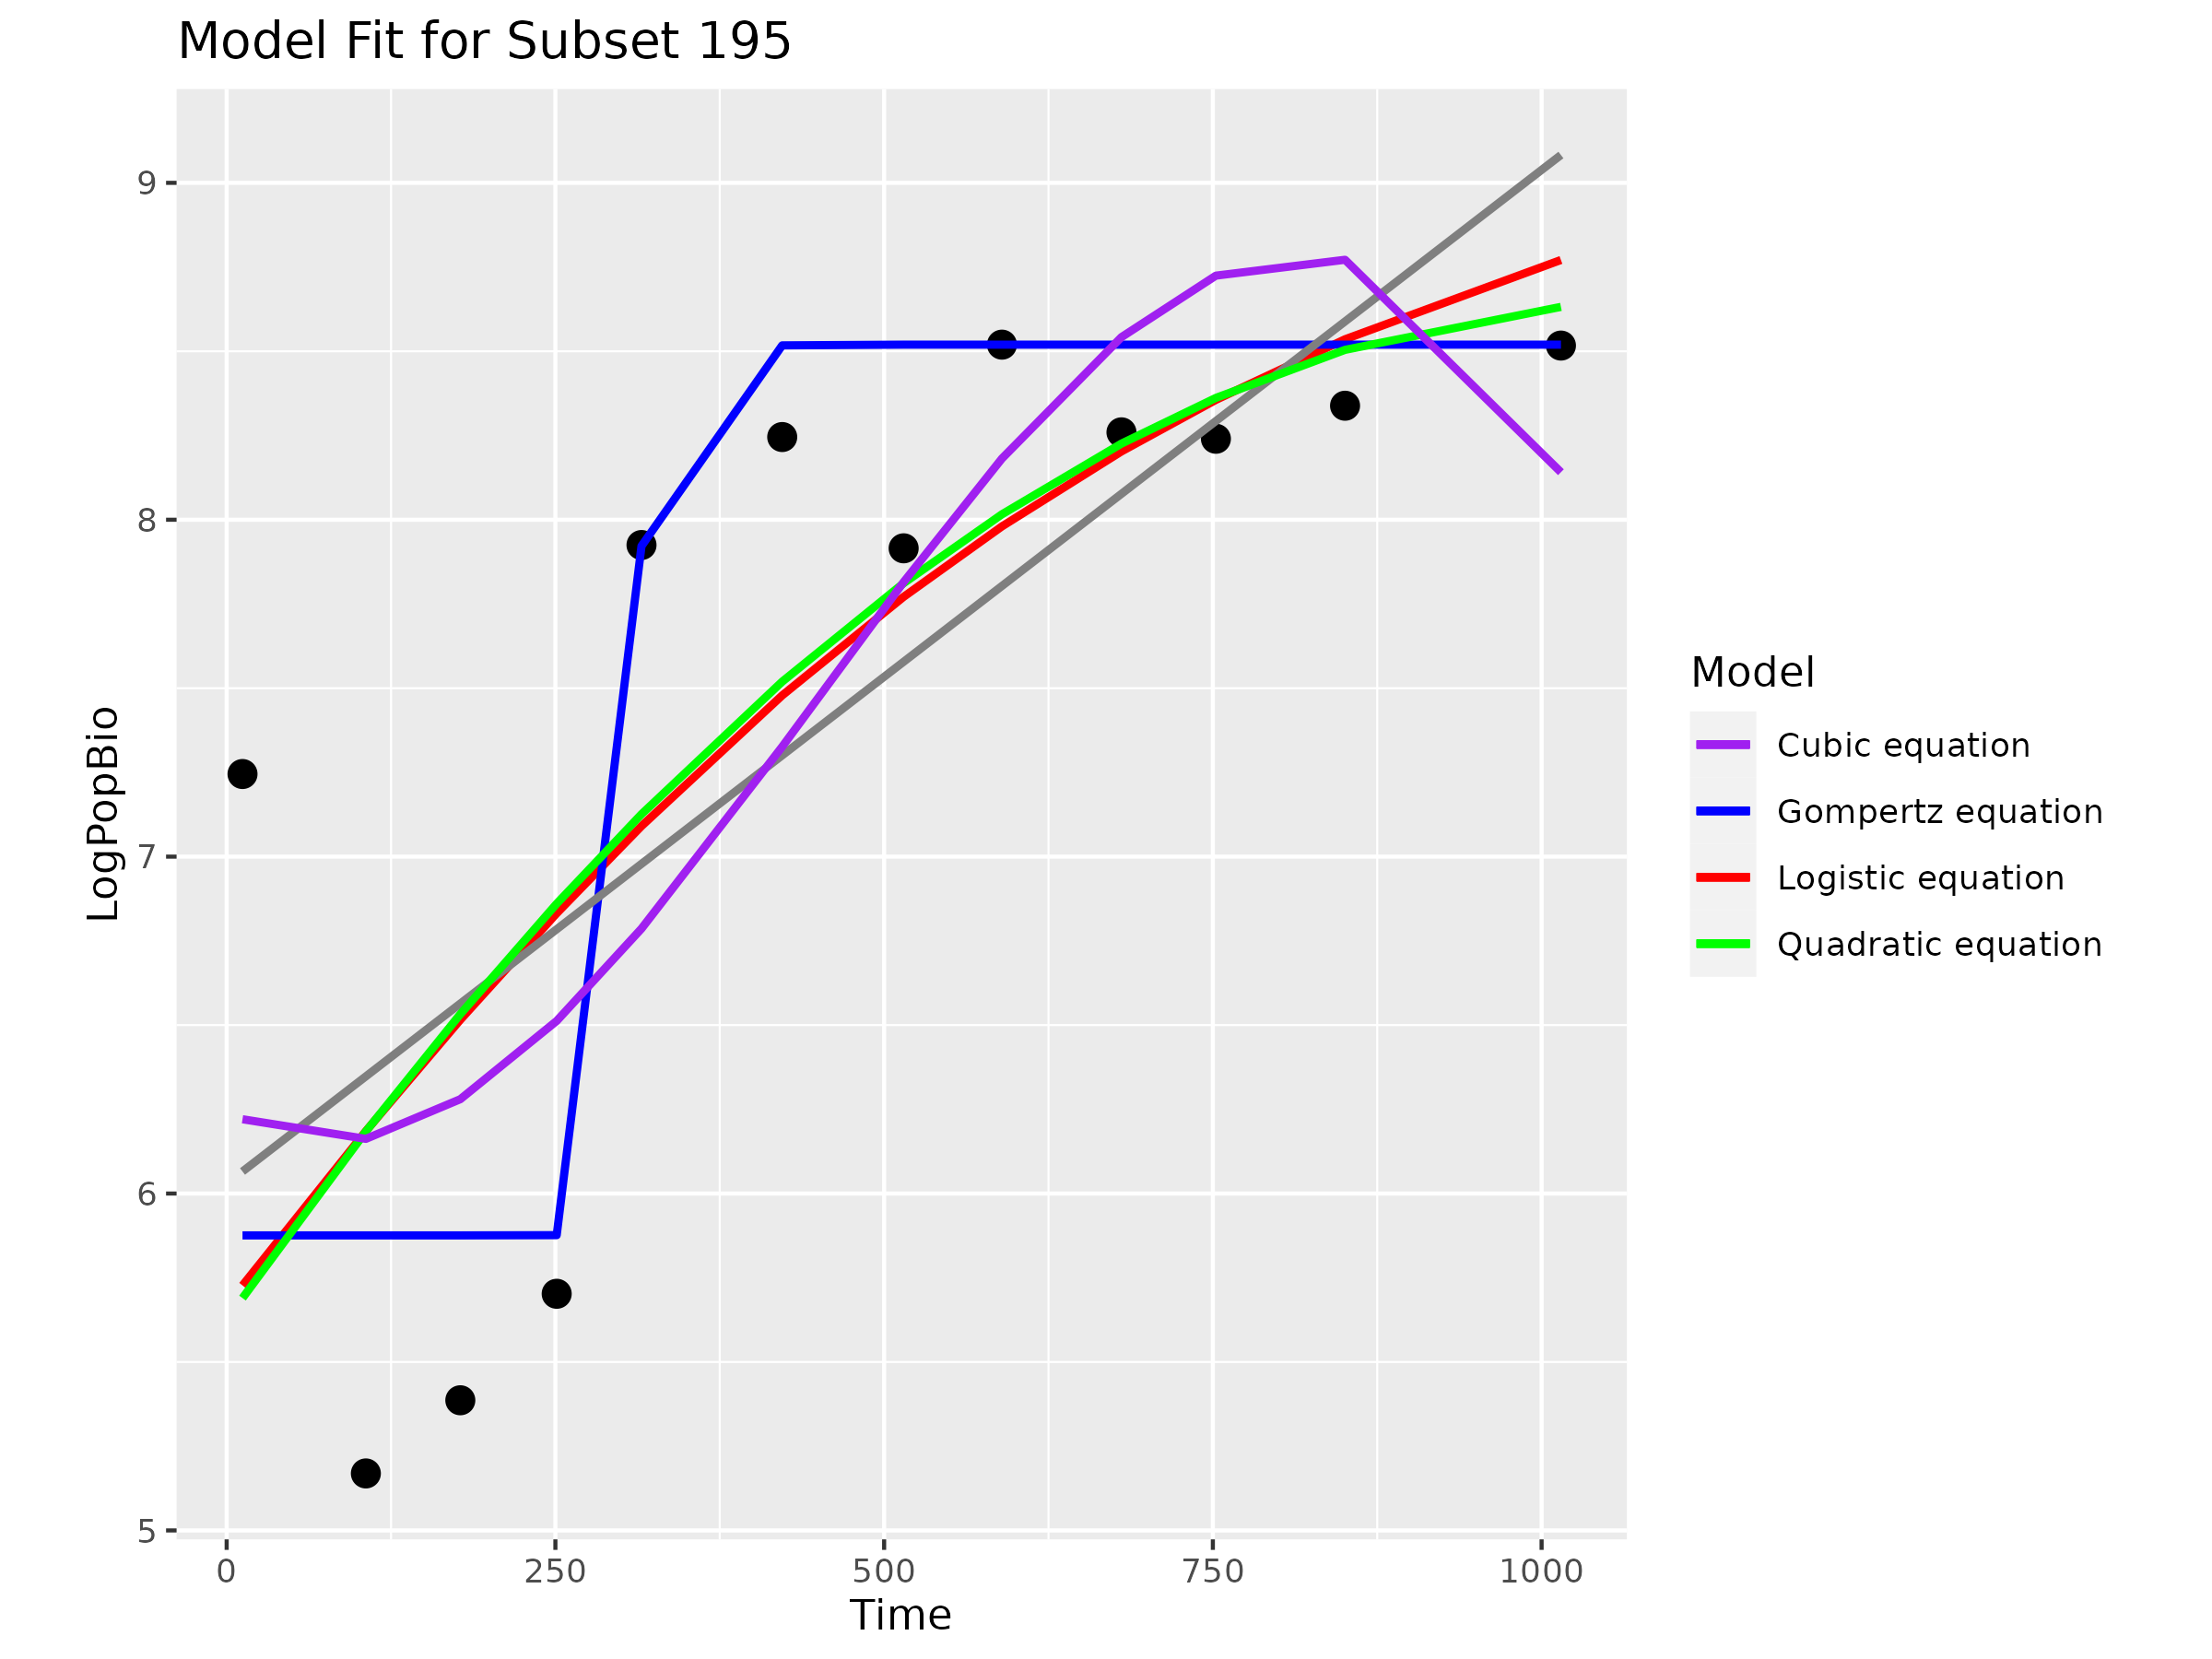 Model Fit for Subset 195
9
8
7
6
5
LogPopBio
0 250 500 750 1000
Time
Model
Cubic equation
Gompertz equation
Logistic equation
Quadratic equation